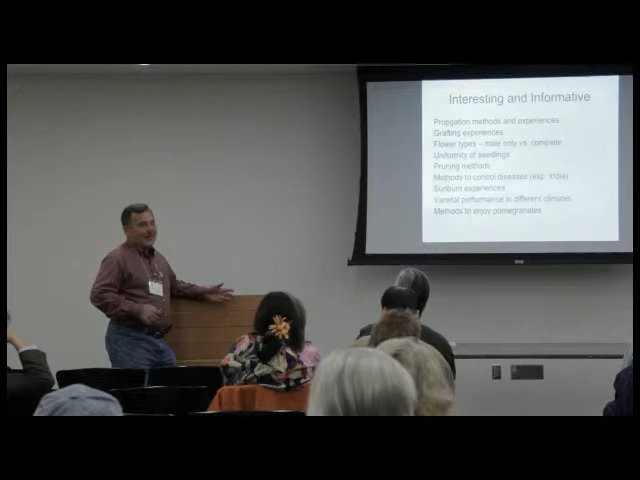 Interesting and Informative
Propgation methods and experiences
Grafting experiences
Flower types – male only vs. complete
Uniformity of seedlings
Pruning methods
Methods to control diseases (esp. India)
Sunburn experiences
Varietal performance in different climates
Methods to enjoy pomegranates